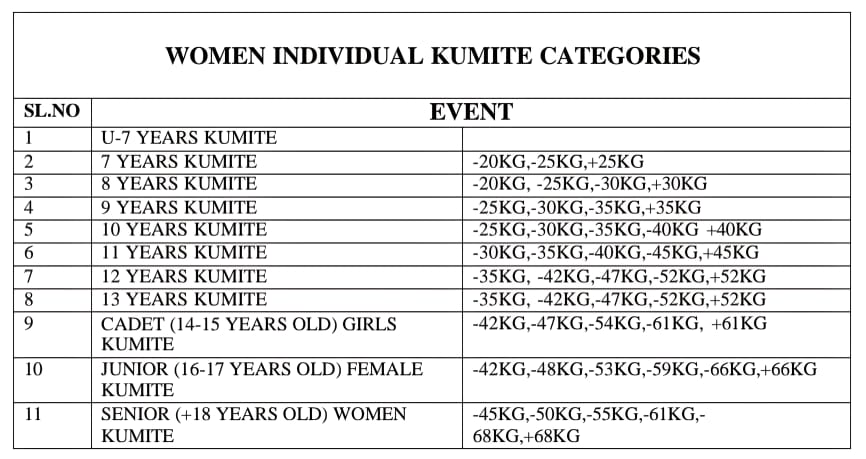 WOMEN INDIVIDUAL KUMITE CATEGORIES
SL.NO EVENT
1 U-7 YEARS KUMITE
2 7 YEARS KUMITE -20KG,-25KG,+25KG
3 8 YEARS KUMITE -20KG, -25KG,-30KG,+30KG
4 9 YEARS KUMITE -25KG,-30KG,-35KG,+35KG
5 10 YEARS KUMITE -25KG,-30KG,-35KG,-40KG +40KG
6 11 YEARS KUMITE -30KG,-35KG,-40KG,-45KG,+45KG
7 12 YEARS KUMITE -35KG, -42KG,-47KG,-52KG,+52KG
8 13 YEARS KUMITE -35KG, -42KG,-47KG,-52KG,+52KG
9 CADET (14-15 YEARS OLD) GIRLS -42KG,-47KG,-54KG,-61KG, +61KG
KUMITE
10 JUNIOR (16-17 YEARS OLD) FEMALE -42KG,-48KG,-53KG,-59KG,-66KG,+66KG
KUMITE
11 SENIOR (+18 YEARS OLD) WOMEN -45KG,-50KG,-55KG,-61KG,-
KUMITE 68KG,+68KG